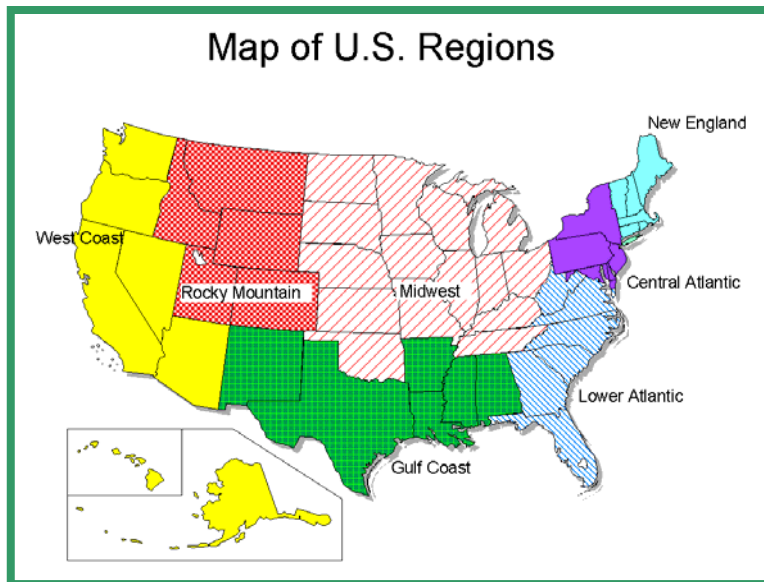 Map of U.S. Regions
New England
West Coast
Rocky Mountain
Midwest
Central Atlantic
Lower Atlantic
Gulf Coast